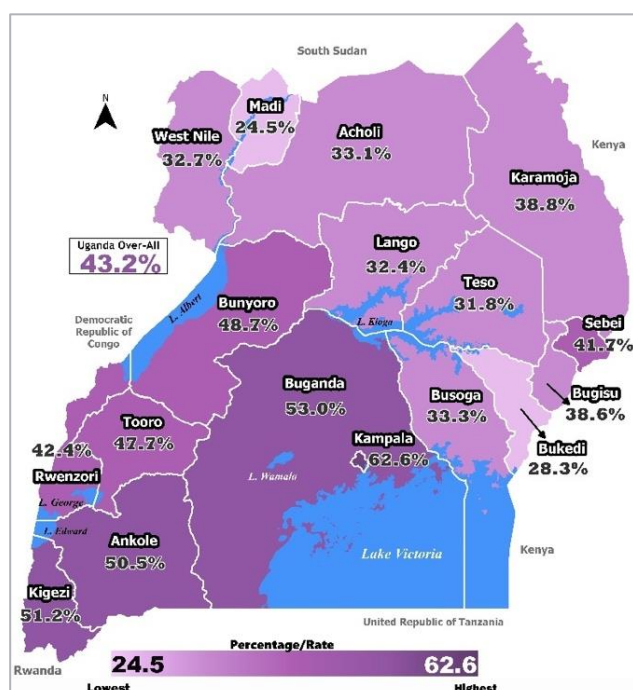 South Sudan
Madi
24.5%
N
West Nile
32.7%
Acholi
33.1%
Kenya
Karamoja
38.8%
Uganda Over-All
43.2%
Lango
32.4%
Teso
31.8%
L. Albert
Bunyoro
48.7%
Democratic
Republic of
Congo
L. Kioga
Sebei
41.7%
Buganda
53.0%
Busoga
33.3%
Bugisu
38.6%
Tooro
47.7%
42.4%
Rwenzori
Kampala
62.6%
Bukedi
28.3%
L. Wamalo
L. George
L. Edward
Ankole
50.5%
Lake Victoria
Kenya
Kigezi
51.2%
United Republic of Tanzania
Rwanda
Percentage/Rate
24.5 62.6
Lowest Highest